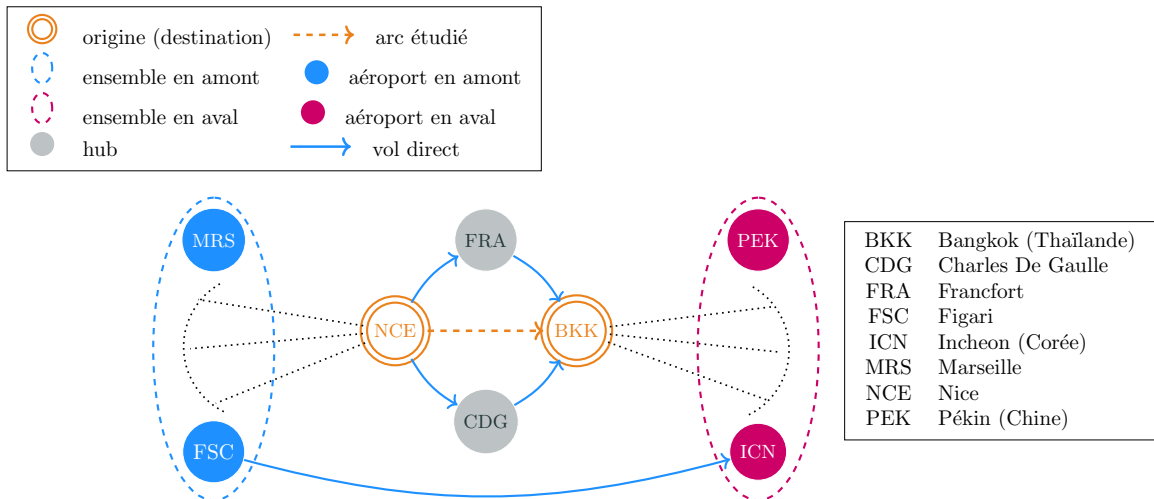 origine (destination) arc étudié
ensemble en amont aéroport en amont
ensemble en aval aéroport en aval
hub vol direct
MRS FRA PEK
NCE BKK
CDG
FSC ICN
BKK Bangkok (Thaïlande)
CDG Charles De Gaulle
FRA Francfort
FSC Figari
ICN Incheon (Corée)
MRS Marseille
NCE Nice
PEK Pékin (Chine)